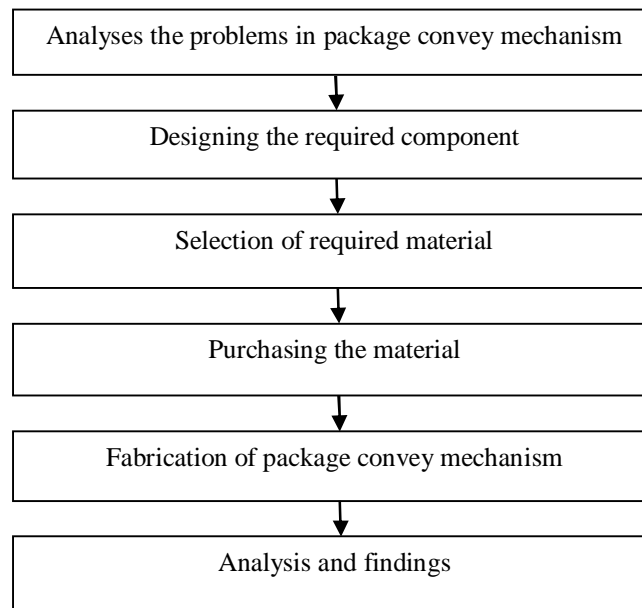 Analyses the problems in package convey mechanism
Designing the required component
Selection of required material
Purchasing the material
Fabrication of package convey mechanism
Analysis and findings